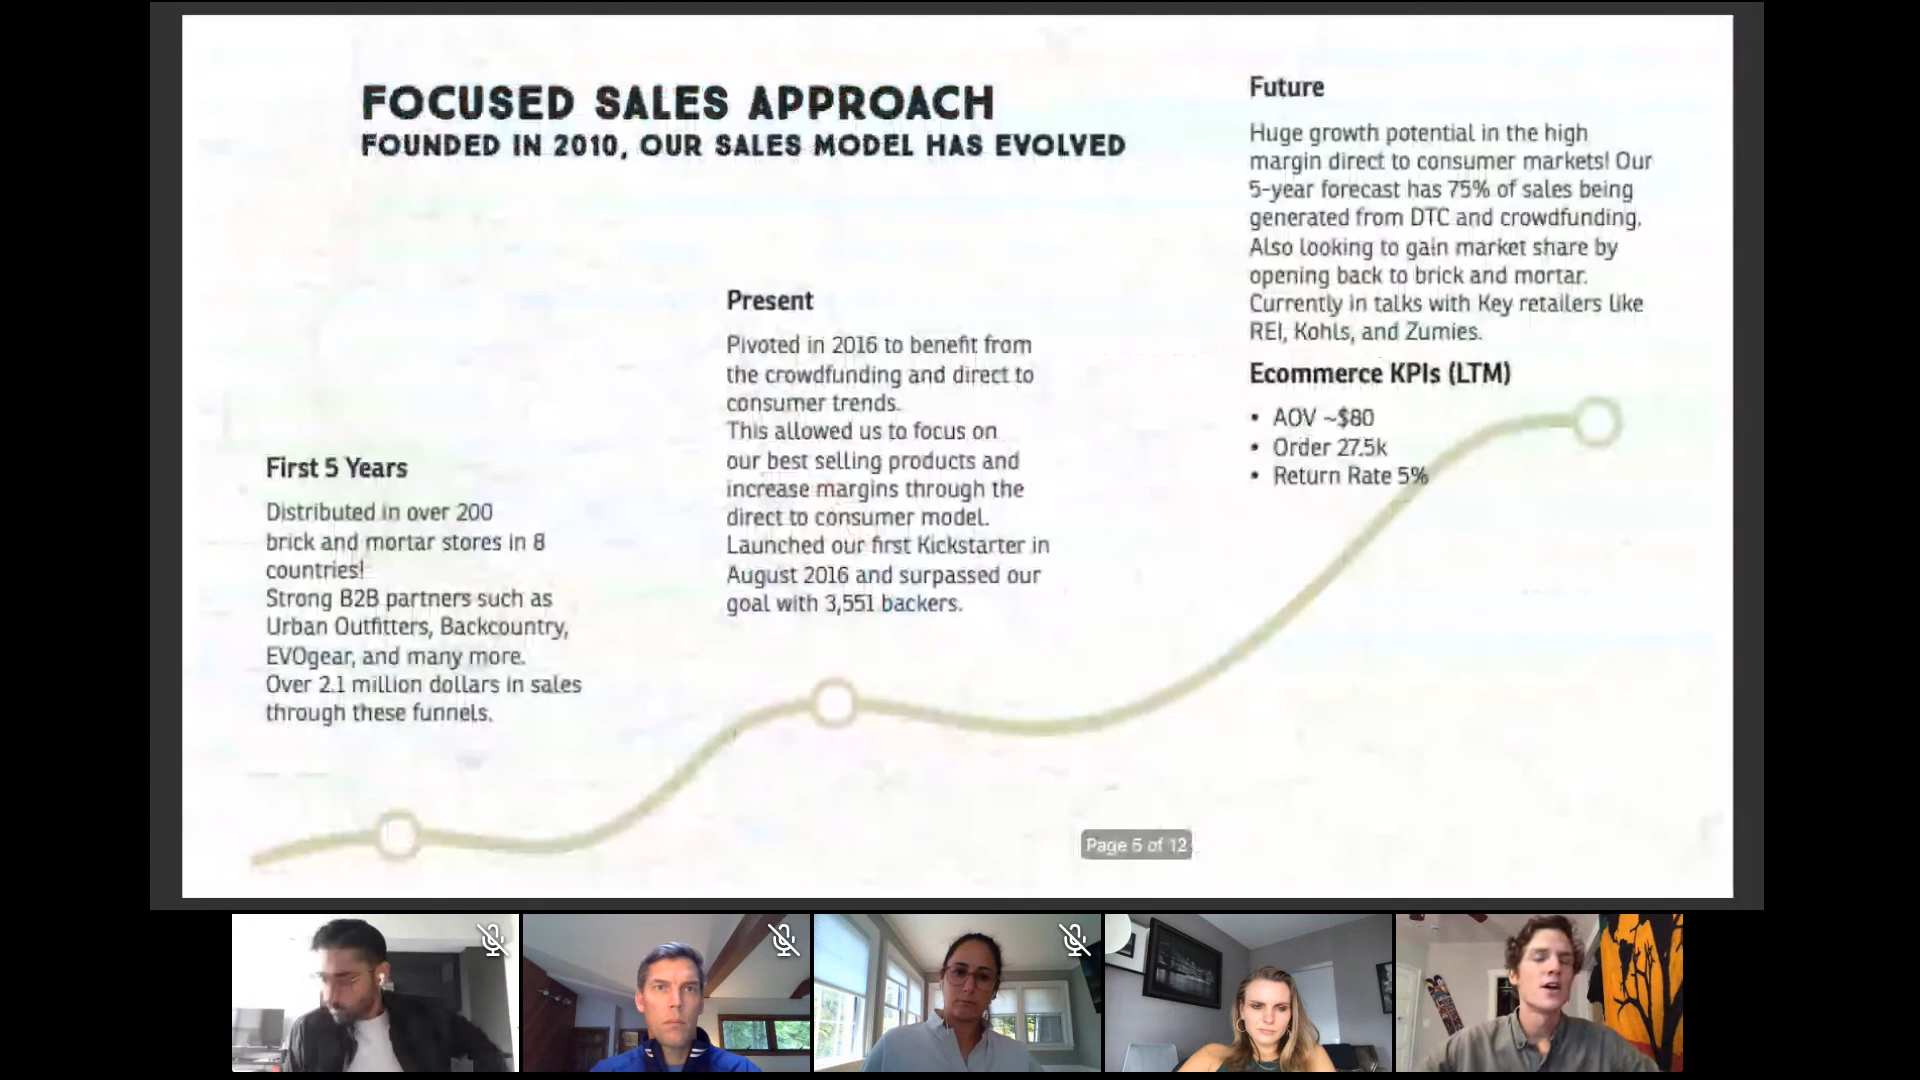 FOCUSED SALES APPROACH
FOUNDED IN 2010, OUR SALES MODEL HAS EVOLVED
First 5 Years
Distributed in over 200
brick and mortar stores in 8
countries!
Strong B2B partners such as
Urban Outfitters, Backcountry,
EVOgear, and many more.
Over 2.1 million dollars in sales
through these funnels.
Present
Pivoted in 2016 to benefit from
the crowdfunding and direct to
consumer trends.
This allowed us to focus on
our best selling products and
increase margins through the
direct to consumer model.
Launched our first Kickstarter in
August 2016 and surpassed our
goal with 3,551 backers.
Future
Huge growth potential in the high
margin direct to consumer markets! Our
5-year forecast has 75% of sales being
generated from DTC and crowdfunding.
Also looking to gain market share by
opening back to brick and mortar.
Currently in talks with Key retailers like
REI, Kohls, and Zumies.
Ecommerce KPIs (LTM)
• AOV ~$80
• Order 27.5k
• Return Rate 5%
Page 5 of 12